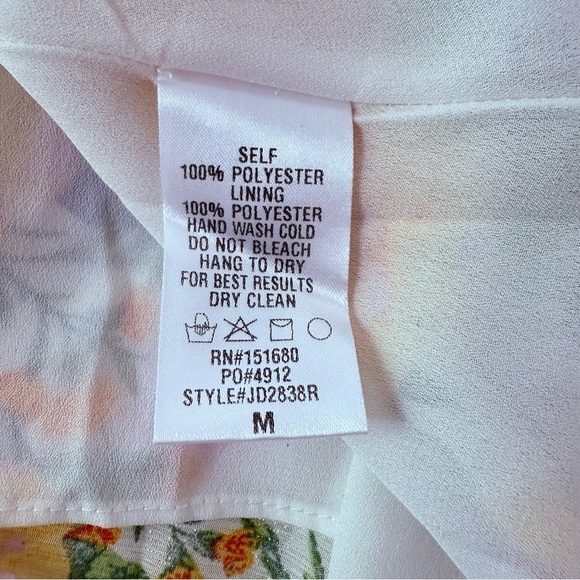 SELF
100% POLYESTER
LINING
100% POLYESTER
HAND WASH COLD
DO NOT BLEACH
HANG TO DRY
FOR BEST RESULTS
DRY CLEAN
RN#151680
PO#4912
STYLE#JD2838R
M